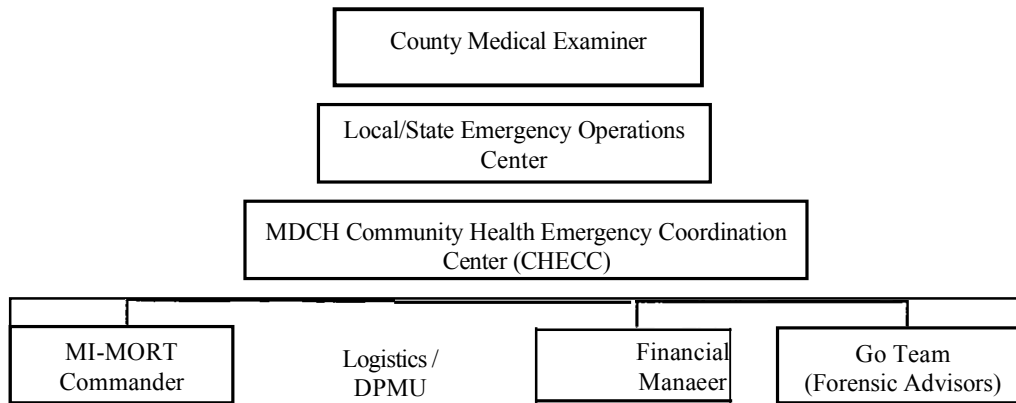 County Medical Examiner
Local/State Emergency Operations
Center
MDCH Community Health Emergency Coordination
Center (CHECC)
MI-MORT
Commander
Logistics /
DPMU
Financial
Manaeer
Go Team
(Forensic Advisors)